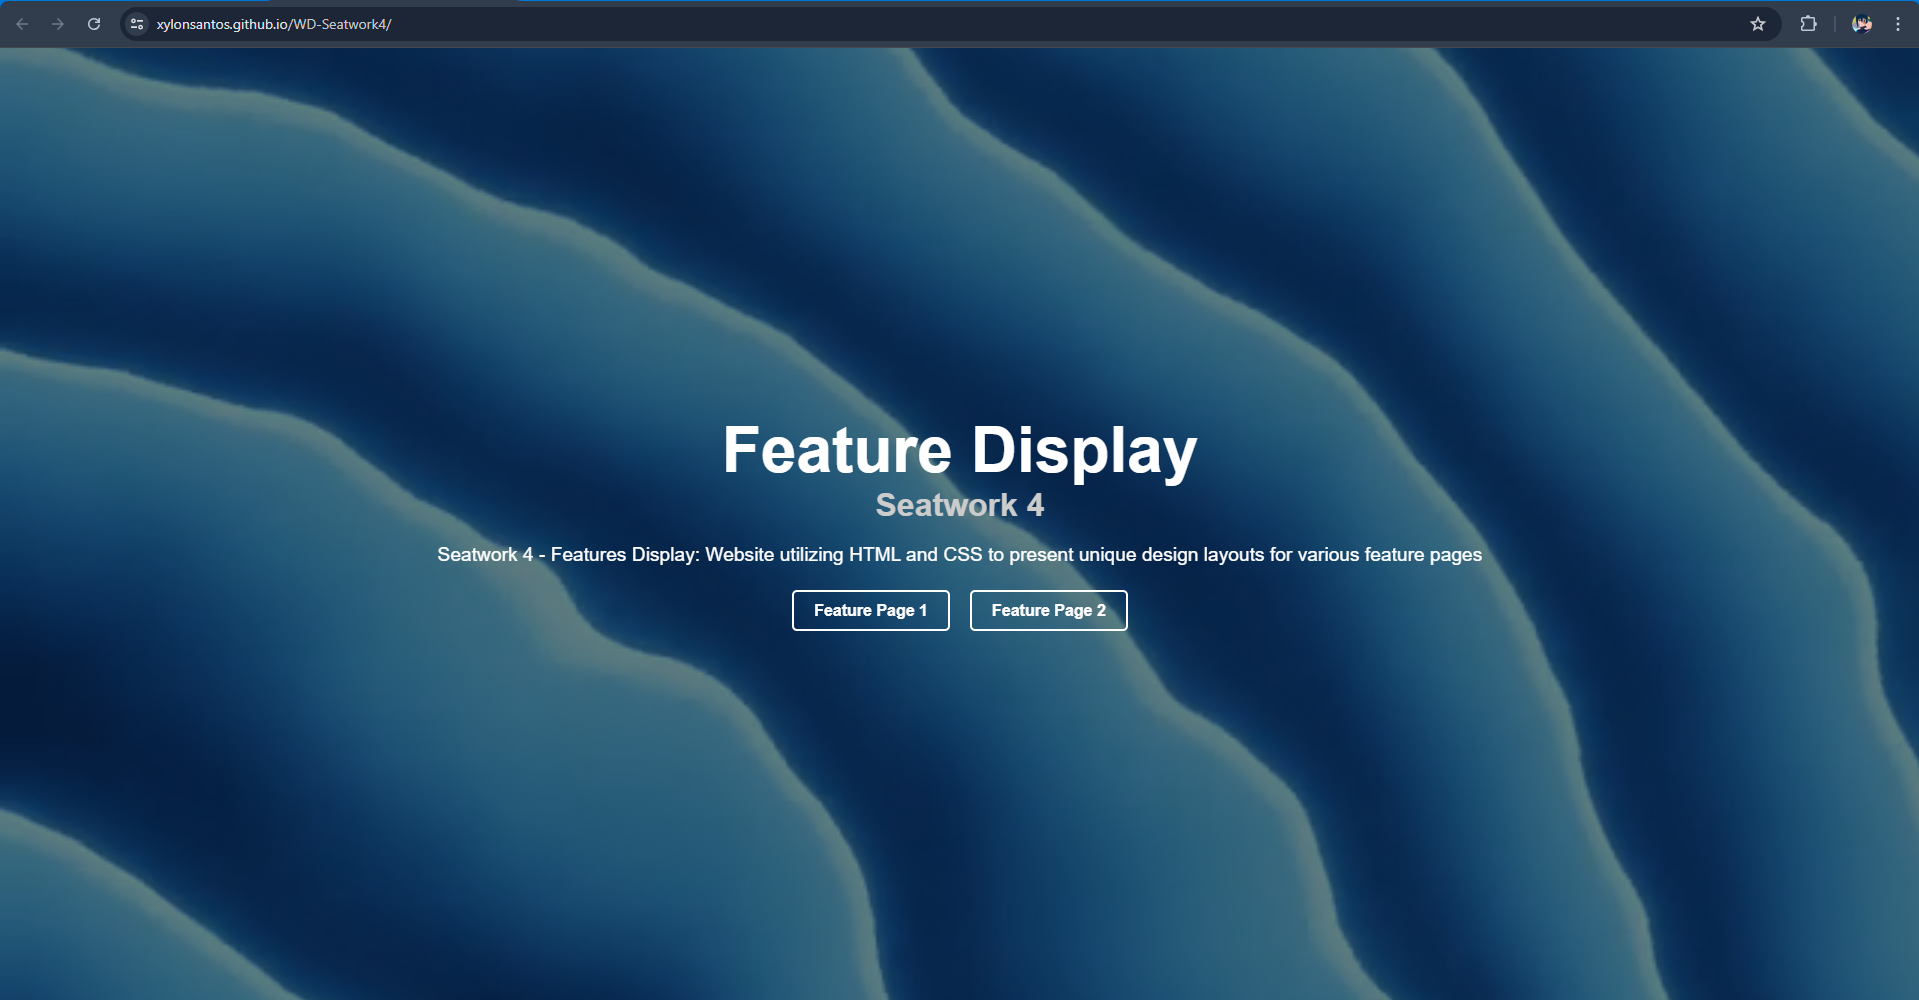 xylonsantos.github.io/WD-Seatwork4/
Feature Display
Seatwork 4
Seatwork 4 - Features Display: Website utilizing HTML and CSS to present unique design layouts for various feature pages
Feature Page 1
Feature Page 2